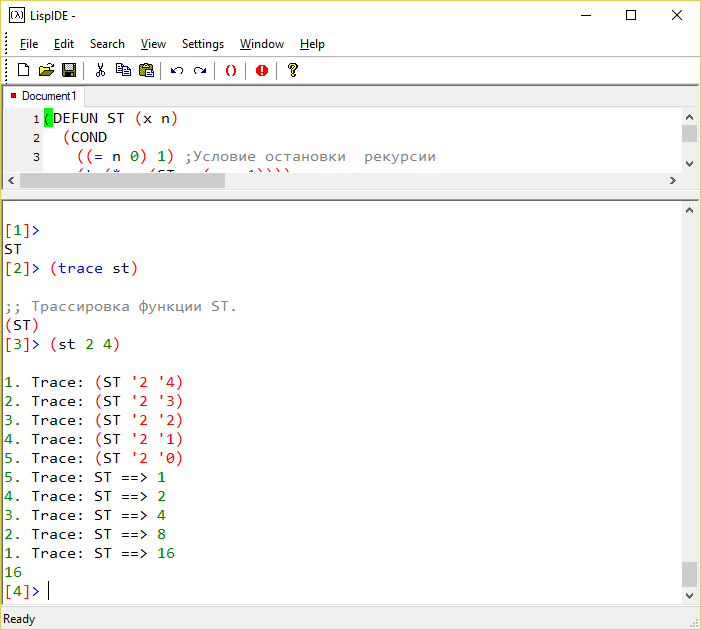 LispIDE -
File Edit Search View Settings Window Help
Document1
1 (DEFUN ST (x n)
2 (COND
3 ((= n 0) 1) ;Условие остановки рекурсии
[1]>
ST
[2]> (trace st)
;; Трассировка функции ST.
(ST)
[3]> (st 2 4)
1. Trace: (ST '2 '4)
2. Trace: (ST '2 '3)
3. Trace: (ST '2 '2)
4. Trace: (ST '2 '1)
5. Trace: (ST '2 '0)
5. Trace: ST ==> 1
4. Trace: ST ==> 2
3. Trace: ST ==> 4
2. Trace: ST ==> 8
1. Trace: ST ==> 16
16
[4]>
Ready